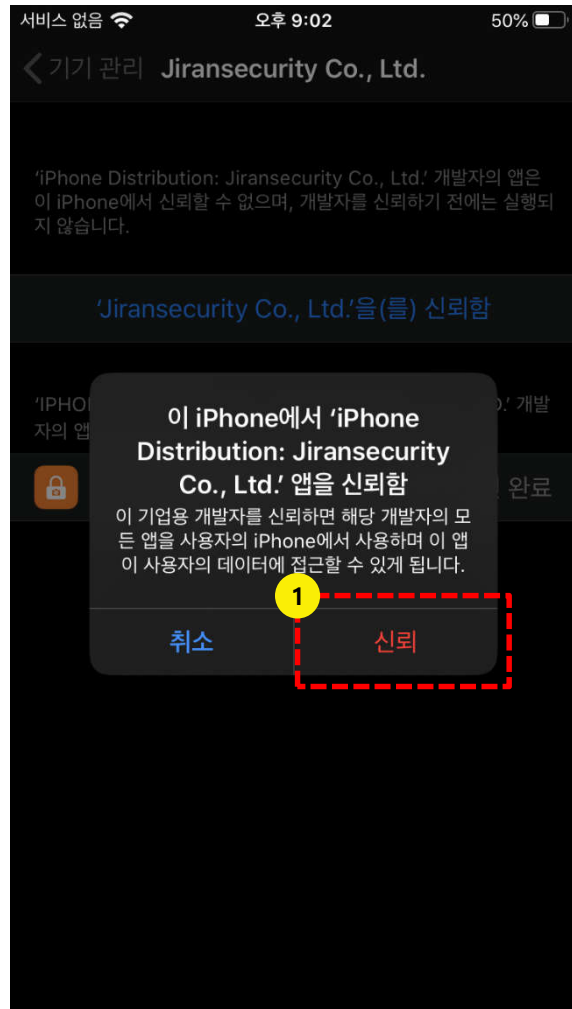 서비스 없음 오후 9:02 50%
기기 관리 Jiransecurity Co., Ltd.
‘iPhone Distribution: Jiransecurity Co., Ltd.’ 개발자의 앱은
이 iPhone에서 신뢰할 수 없으며, 개발자를 신뢰하기 전에는 실행되
지 않습니다.
‘Jiransecurity Co., Ltd.’을(를) 신뢰함
개발
자의 앱
완료
이 iPhone에서 ‘iPhone
Distribution: Jiransecurity
Co., Ltd.’ 앱을 신뢰함
이 기업용 개발자를 신뢰하면 해당 개발자의 모
든 앱을 사용자의 iPhone에서 사용하며 이 앱
이 사용자의 데이터에 접근할 수 있게 됩니다.
1
취소 신뢰